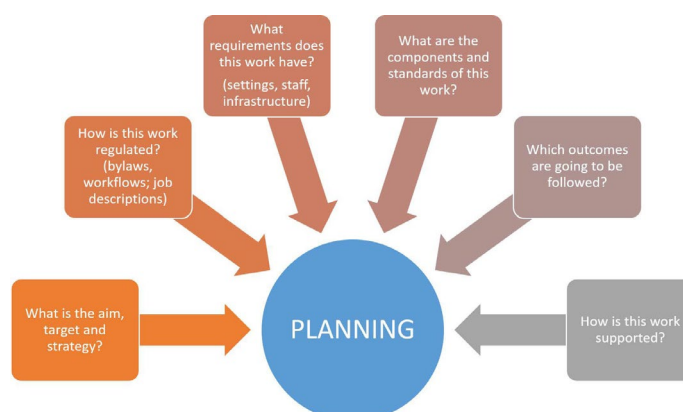 What is the aim,
target and
strategy?
How is this work
regulated?
(bylaws,
workflows; job
descriptions)
What
requirements does
this work have?
(settings, staff,
infrastructure)
What are the
components and
standards of this
work?
Which outcomes
are going to be
followed?
How is this work
supported?
PLANNING